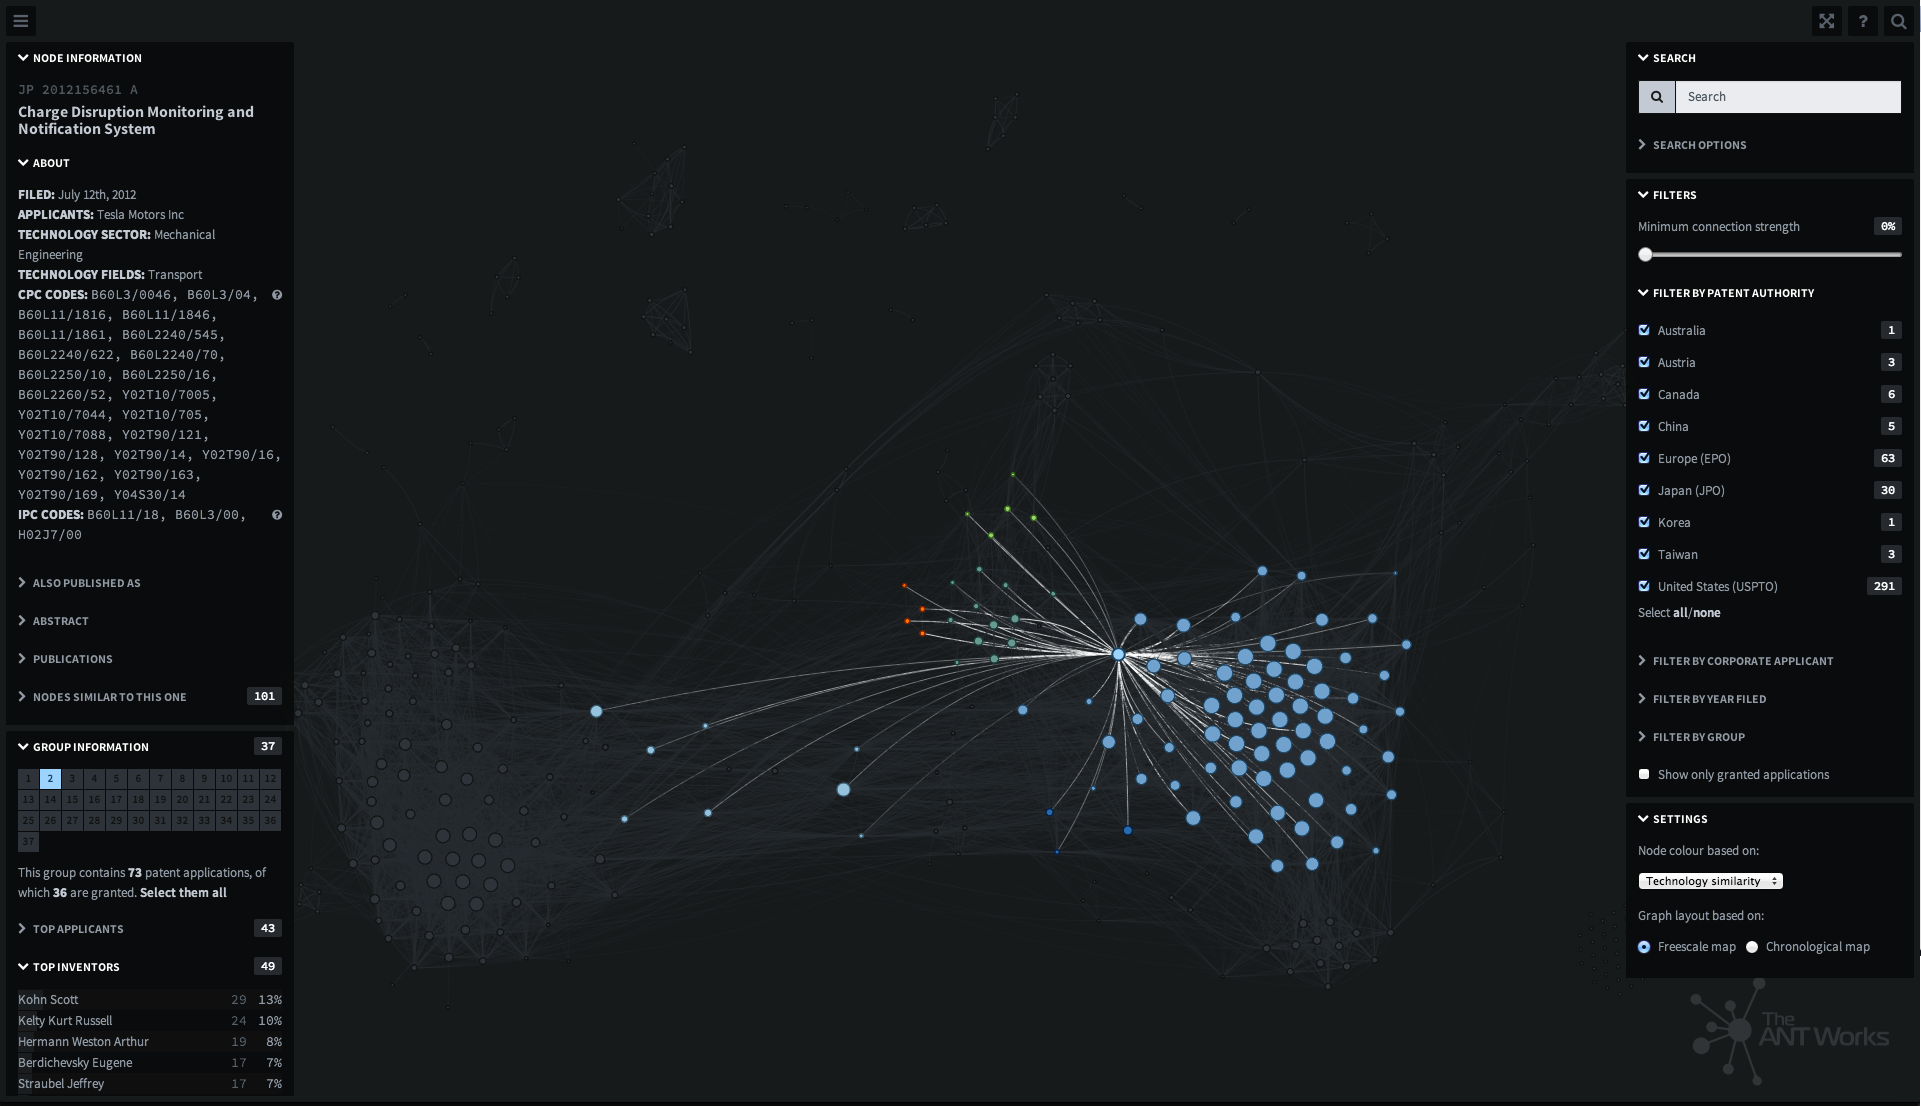 NODE INFORMATION
JP 2012156461 A
Charge Disruption Monitoring and
Notification System
ABOUT
FILED: July 12th, 2012
APPLICANTS: Tesla Motors Inc
TECHNOLOGY SECTOR: Mechanical
Engineering
TECHNOLOGY FIELDS: Transport
CPC CODES: B60L3/0046, B60L3/04,
B60L11/1816, B60L11/1846,
B60L11/1861, B60L2240/545,
B60L2240/622, B60L2240/70,
B60L2250/10, B60L2250/16,
B60L2260/52, Y02T10/7005,
Y02T10/7044, Y02T10/705,
Y02T10/7088, Y02T90/121,
Y02T90/128, Y02T90/14, Y02T90/16,
Y02T90/162, Y02T90/163,
Y02T90/169, Y04S30/14
IPC CODES: B60L11/18, B60L3/00,
H02J7/00
ALSO PUBLISHED AS
ABSTRACT
PUBLICATIONS
NODES SIMILAR TO THIS ONE 101
GROUP INFORMATION 37
1 2 3 4 5 6 7 8 9 10 11 12
13 14 15 16 17 18 19 20 21 22 23 24
25 26 27 28 29 30 31 32 33 34 35 36
37
This group contains 73 patent applications, of
which 36 are granted. Select them all
TOP APPLICANTS 43
TOP INVENTORS 49
Kohn Scott 29 13%
Kelty Kurt Russell 24 10%
Hermann Weston Arthur 19 8%
Berdichevsky Eugene 17 7%
Straubel Jeffrey 17 7%
?
SEARCH
Search
SEARCH OPTIONS
FILTERS
Minimum connection strength 0%
FILTER BY PATENT AUTHORITY
Australia 1
Austria 3
Canada 6
China 5
Europe (EPO) 63
Japan (JPO) 30
Korea 1
Taiwan 3
United States (USPTO) 291
Select all/none
FILTER BY CORPORATE APPLICANT
FILTER BY YEAR FILED
FILTER BY GROUP
Show only granted applications
SETTINGS
Node colour based on:
Technology similarity
Graph layout based on:
Freescale map Chronological map
The
ANT Works